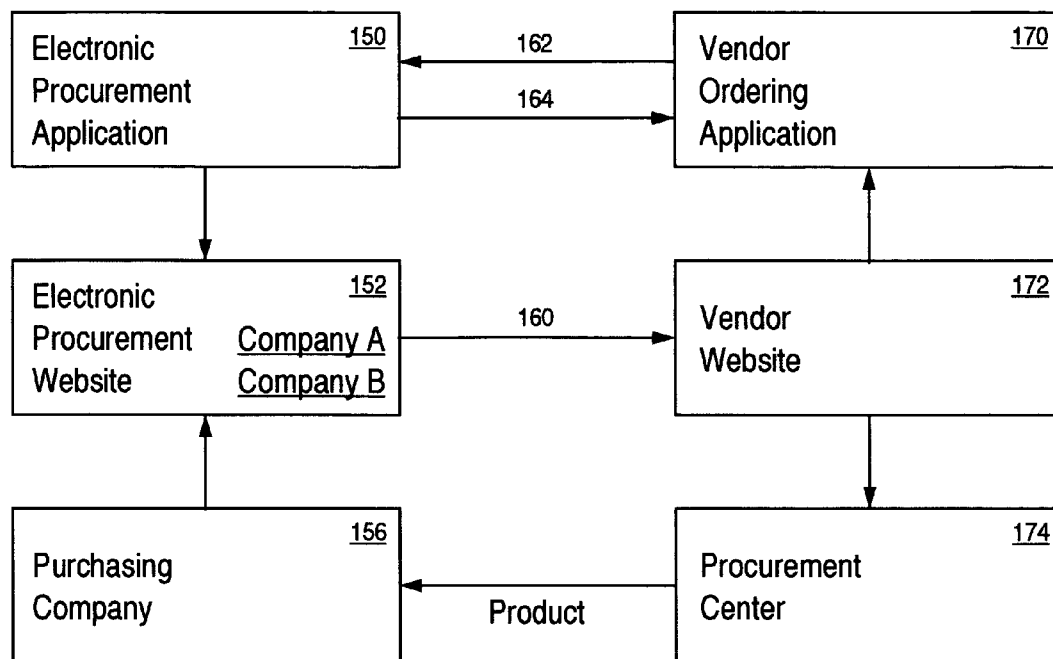 Electronic
Procurement
Application
150
162
164
Vendor
Ordering
Application
170
Electronic
Procurement
Website
152
Company A
Company B
160
Vendor
Website
172
Purchasing
Company
156
Product
Procurement
Center
174